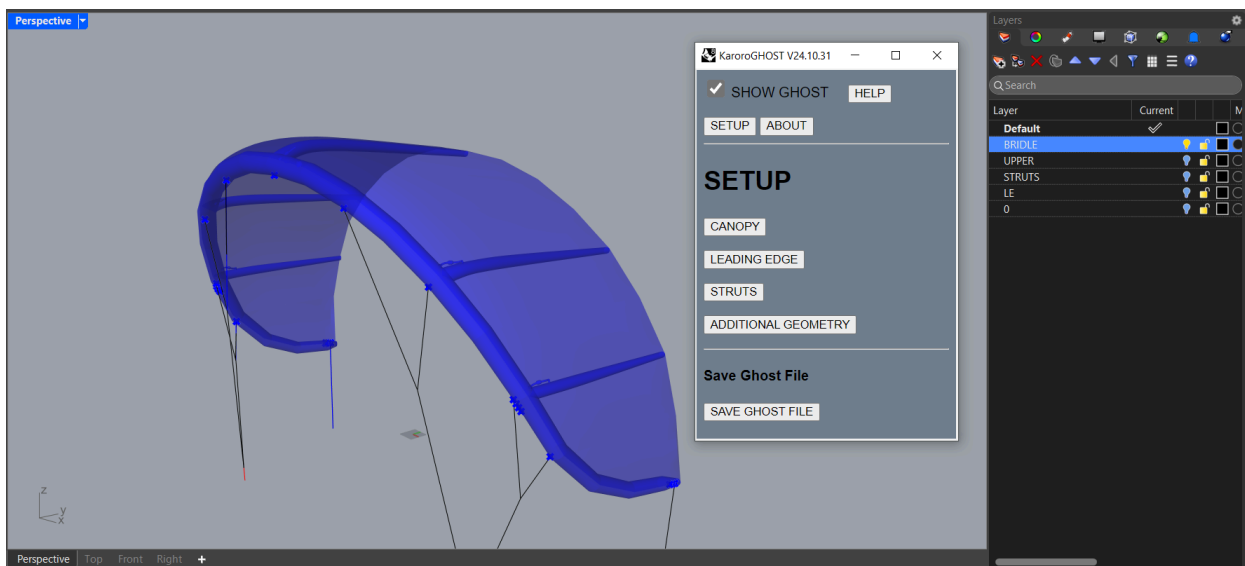 Perspective
KaroroGHOST V24.10.31
SHOW GHOST HELP
SETUP ABOUT
SETUP
CANOPY
LEADING EDGE
STRUTS
ADDITIONAL GEOMETRY
Save Ghost File
SAVE GHOST FILE
z
y
x
Perspective Top Front Right
Layers
Search
Layer Current M
Default
BRIDLE
UPPER
STRUTS
LE
0